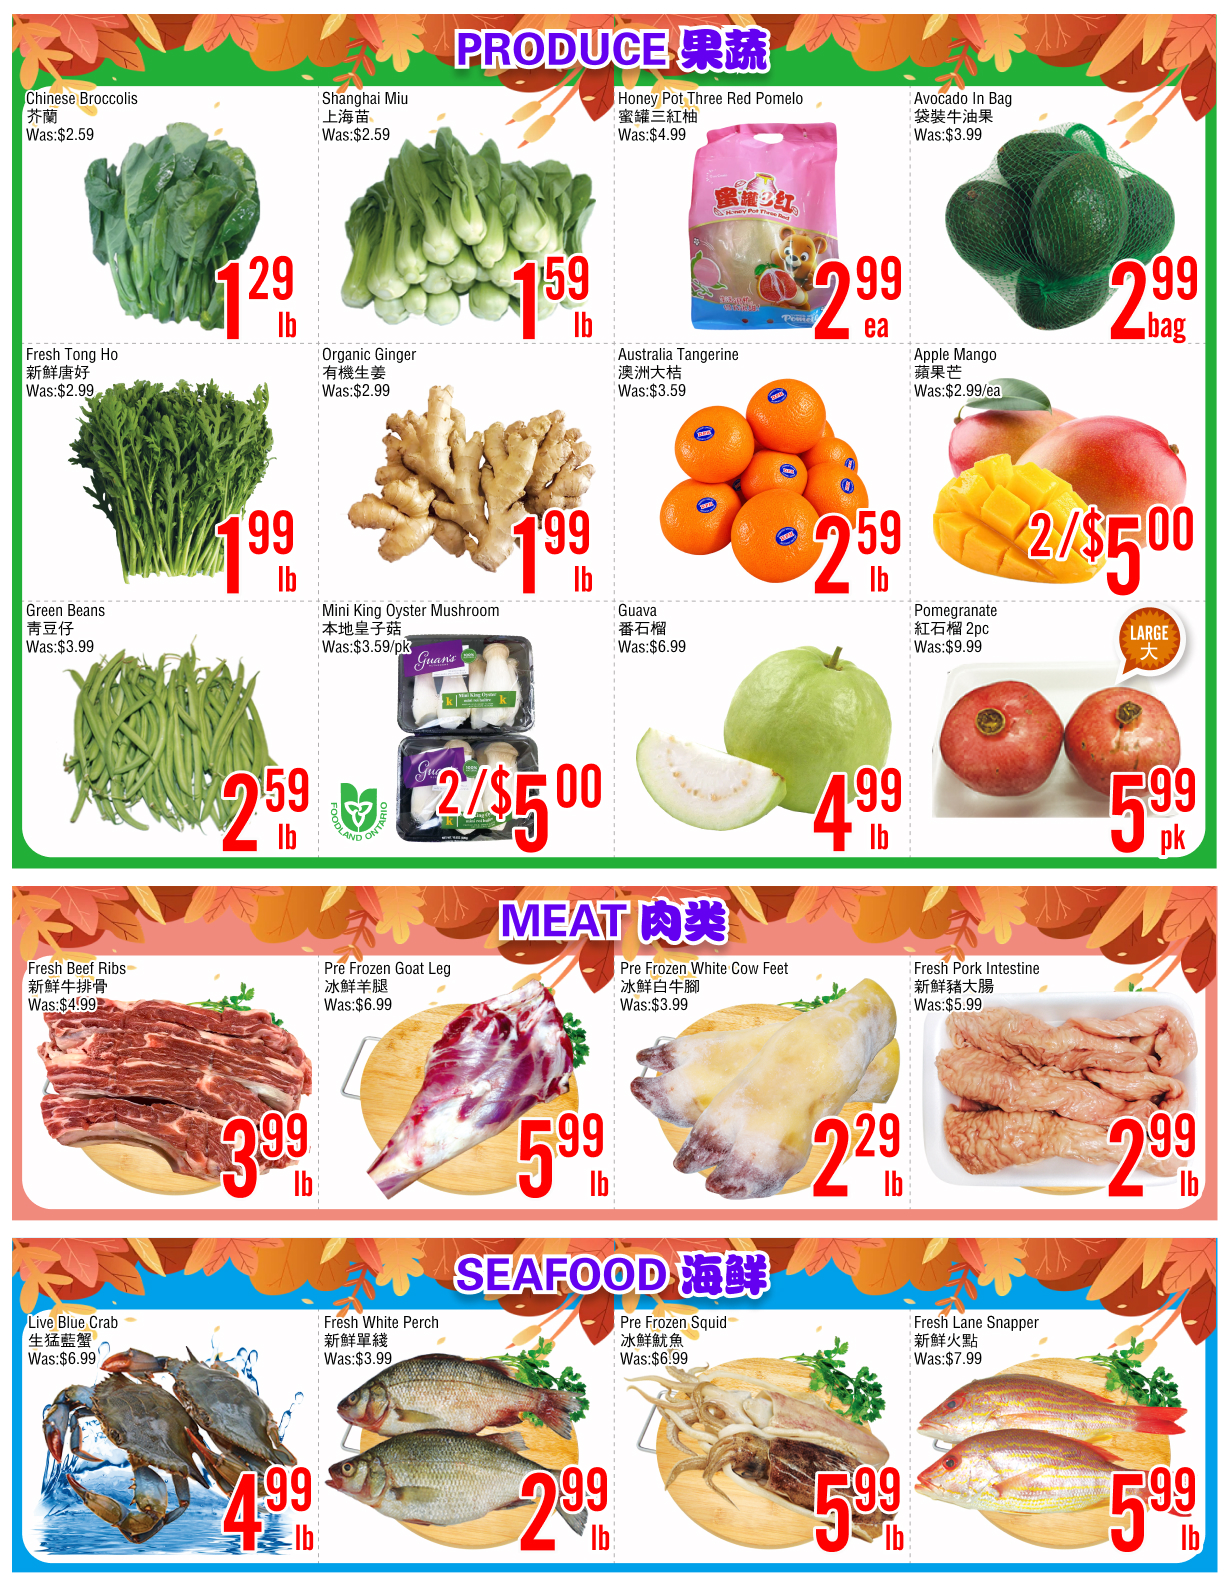 PRODUCE 果蔬
Chinese Broccolis
芥蘭
Was:$2.59
1 29
lb
Shanghai Miu
上海苗
Was:$2.59
1 59
lb
Honey Pot Three Red Pomelo
蜜罐三紅柚
Was:$4.99
蜜罐三红
Honey Pot Three Red
2 99
ea
Avocado In Bag
袋裝牛油果
Was:$3.99
2 99
bag
Fresh Tong Ho
新鮮唐好
Was:$2.99
1 99
lb
Organic Ginger
有機生姜
Was:$2.99
1 99
lb
Australia Tangerine
澳洲大桔
Was:$3.59
2 59
lb
Apple Mango
蘋果芒
Was:$2.99/ea
2/$5 00
Green Beans
青豆仔
Was:$3.99
2 59
lb
Mini King Oyster Mushroom
本地皇子菇
Was:$3.59/pk
Guan's
Mini King Oyster
k
k
FOODLAND ONTARIO
2/$5 00
Guava
番石榴
Was:$6.99
4 99
lb
Pomegranate
紅石榴 2pc
Was:$9.99
LARGE
大
5 99
pk
MEAT 肉类
Fresh Beef Ribs
新鮮牛排骨
Was:$4.99
3 99
lb
Pre Frozen Goat Leg
冰鮮羊腿
Was:$6.99
5 99
lb
Pre Frozen White Cow Feet
冰鮮白牛腳
Was:$3.99
2 29
lb
Fresh Pork Intestine
新鮮豬大腸
Was:$5.99
2 99
lb
SEAFOOD 海鲜
Live Blue Crab
生猛藍蟹
Was:$6.99
4 99
lb
Fresh White Perch
新鮮單綫
Was:$3.99
2 99
lb
Pre Frozen Squid
冰鮮魷魚
Was:$6.99
5 99
lb
Fresh Lane Snapper
新鮮火點
Was:$7.99
5 99
lb